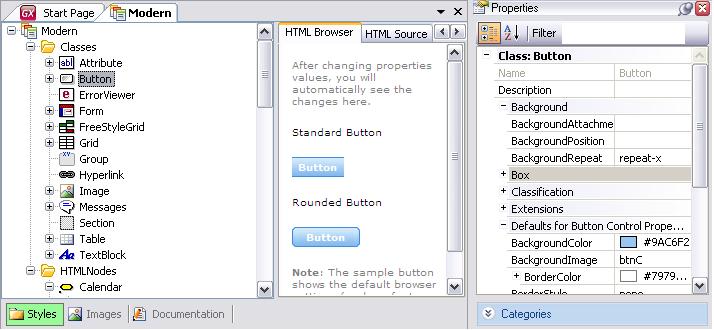 Start Page
Modern
Modern
Classes
Attribute
Button
ErrorViewer
Form
FreeStyleGrid
Grid
Group
Hyperlink
Image
Messages
Section
Table
TextBlock
HTMLNodes
Calendar
Styles
Images
Documentation
HTML Browser
HTML Source
After changing properties
values, you will
automatically see the
changes here.
Standard Button
Button
Rounded Button
Button
Note: The sample button
shows the default browser
Properties
Filter
Class: Button
Name Button
Description
Background
BackgroundAttachme
BackgroundPosition
BackgroundRepeat repeat-x
Box
Classification
Extensions
Defaults for Button Control Prope...
BackgroundColor #9AC6F2
BackgroundImage btnC
BorderColor #7979...
BorderStyle none
Categories